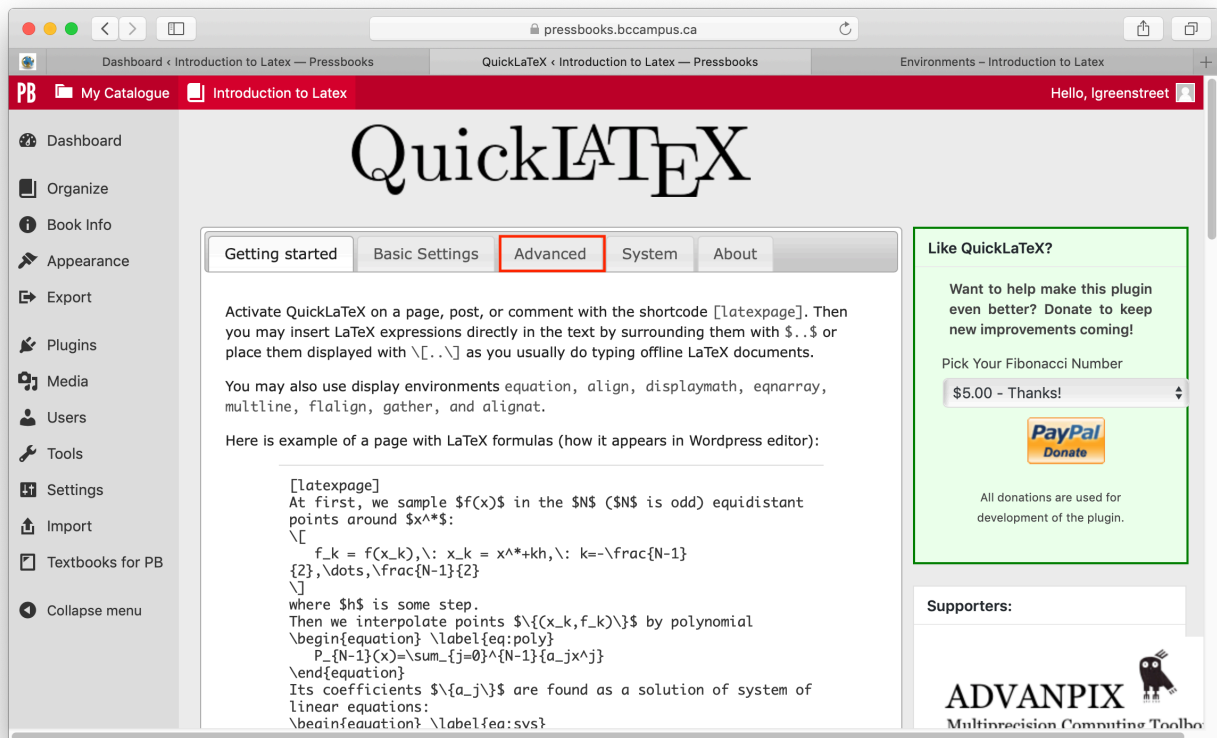 pressbooks.bccampus.ca
Dashboard ‹ Introduction to Latex — Pressbooks
QuickLaTeX ‹ Introduction to Latex — Pressbooks
Environments – Introduction to Latex
PB My Catalogue Introduction to Latex Hello, lgreenstreet
Dashboard
Organize
Book Info
Appearance
Export
Plugins
Media
Users
Tools
Settings
Import
Textbooks for PB
Collapse menu
QuickLATEX
Getting started Basic Settings Advanced System About
Activate QuickLaTeX on a page, post, or comment with the shortcode [latexpage]. Then
you may insert LaTeX expressions directly in the text by surrounding them with $..$ or
place them displayed with \[..\] as you usually do typing offline LaTeX documents.
You may also use display environments equation, align, displaymath, eqnarray,
multline, flalign, gather, and alignat.
Here is example of a page with LaTeX formulas (how it appears in Wordpress editor):
[latexpage]
At first, we sample $f(x)$ in the $N$ ($N$ is odd) equidistant
points around $x^*$:
\[
f_k = f(x_k),\: x_k = x^*+kh,\: k=-\frac{N-1}
{2},\dots,\frac{N-1}{2}
\]
where $h$ is some step.
Then we interpolate points $\{(x_k,f_k)\}$ by polynomial
\begin{equation} \label{eq:poly}
P_{N-1}(x)=\sum_{j=0}^{N-1}{a_jx^j}
\end{equation}
Its coefficients $\{a_j\}$ are found as a solution of system of
linear equations:
\begin{equation} \label{eq:sys}
Like QuickLaTeX?
Want to help make this plugin
even better? Donate to keep
new improvements coming!
Pick Your Fibonacci Number
$5.00 - Thanks!
PayPal
Donate
All donations are used for
development of the plugin.
Supporters:
ADVANPIX
Multiprecision Computing Toolbo